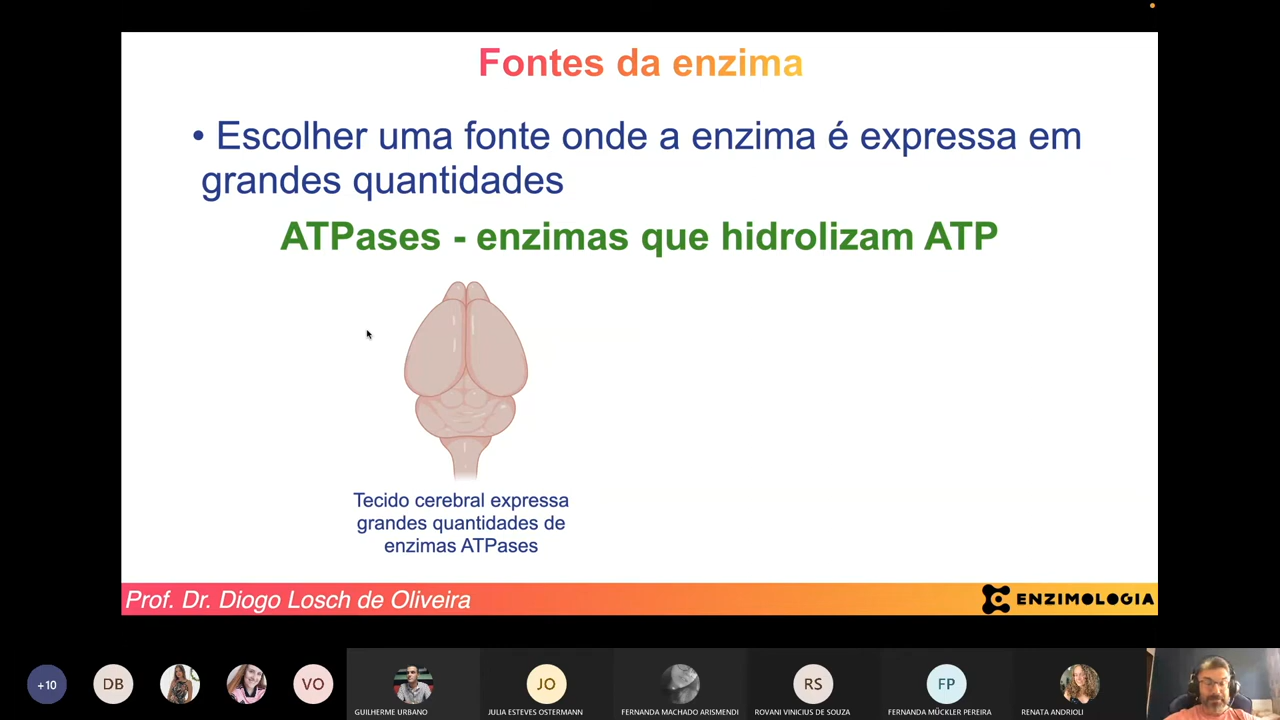 Fontes da enzima
• Escolher uma fonte onde a enzima é expressa em
grandes quantidades
ATPases - enzimas que hidrolizam ATP
Tecido cerebral expressa
grandes quantidades de
enzimas ATPases
Prof. Dr. Diogo Losch de Oliveira
ENZIMOLOGIA
+10
DB
VO
JO
RS
FP
GUILHERME URBANO
JULIA ESTEVES OSTERMANN
FERNANDA MACHADO ARISMENDI
ROVANI VINICIUS DE SOUZA
FERNANDA MÜCKLER PEREIRA
RENATA ANDRIOLI